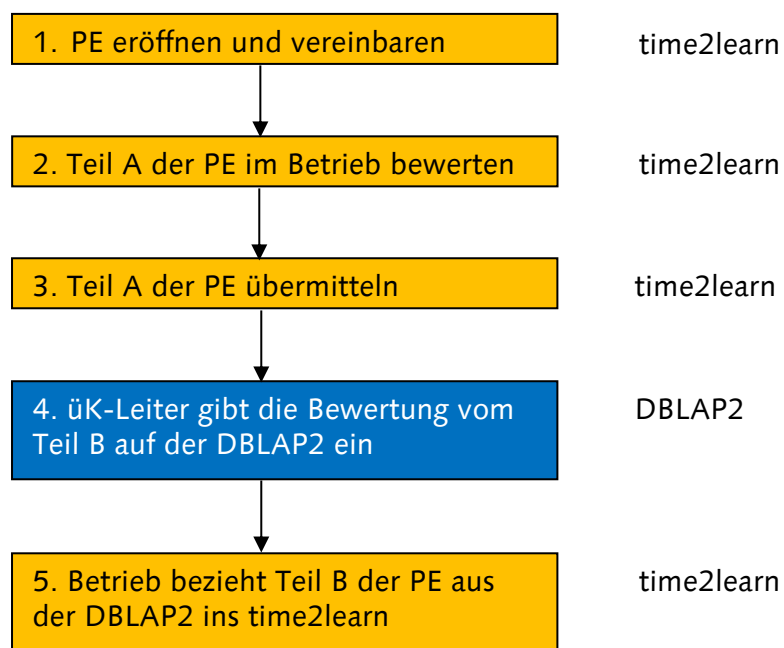 1. PE eröffnen und vereinbaren
time2learn
2. Teil A der PE im Betrieb bewerten
time2learn
3. Teil A der PE übermitteln
time2learn
4. üK-Leiter gibt die Bewertung vom
Teil B auf der DBLAP2 ein
DBLAP2
5. Betrieb bezieht Teil B der PE aus
der DBLAP2 ins time2learn
time2learn